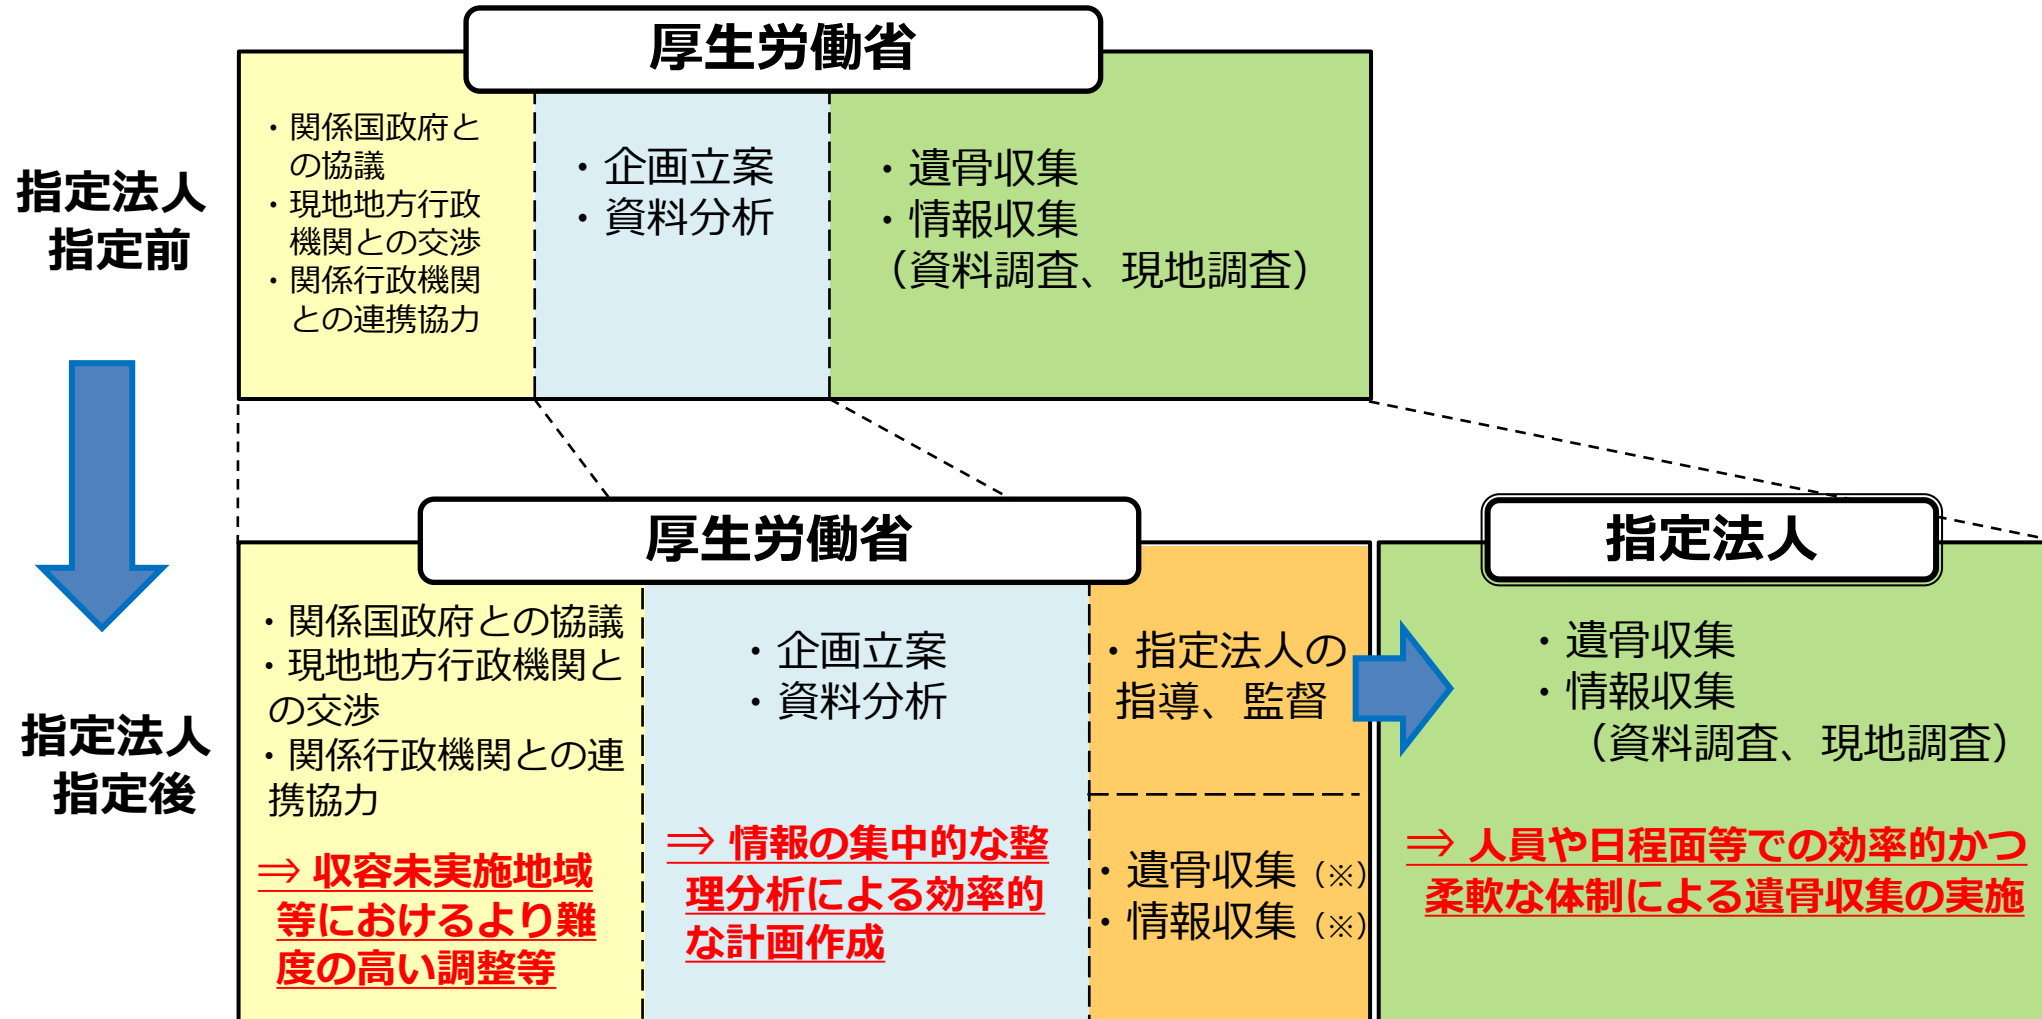 厚生労働省
指定法人
指定前
・関係国政府と
の協議
・現地地方行政
機関との交渉
・関係行政機関
との連携協力
・企画立案
・資料分析
・遺骨収集
・情報収集
（資料調査、現地調査）
厚生労働省
指定法人
指定法人
指定後
・関係国政府との協議
・現地地方行政機関と
の交渉
・関係行政機関との連
携協力
⇒ 収容未実施地域
等におけるより難
度の高い調整等
・企画立案
・資料分析
⇒ 情報の集中的な整
理分析による効率的
な計画作成
・指定法人の
指導、監督
・遺骨収集（※）
・情報収集（※）
・遺骨収集
・情報収集
（資料調査、現地調査）
⇒ 人員や日程面等での効率的かつ
柔軟な体制による遺骨収集の実施